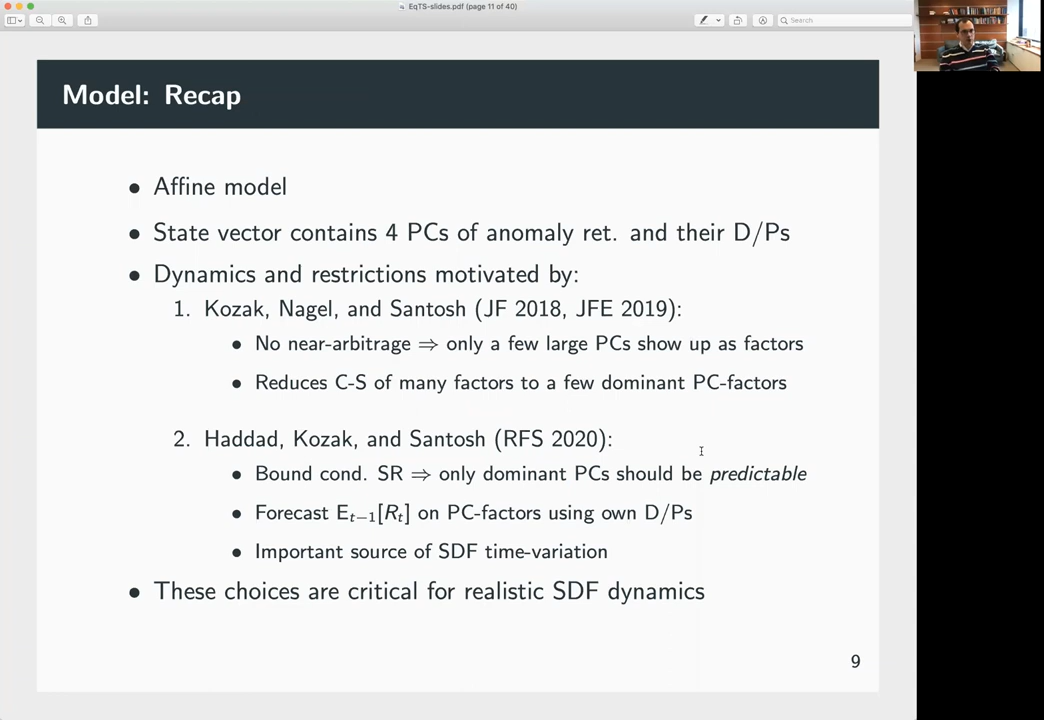 EqTS-slides.pdf (page 11 of 40)
Search
Model: Recap
• Affine model
• State vector contains 4 PCs of anomaly ret. and their D/Ps
• Dynamics and restrictions motivated by:
1. Kozak, Nagel, and Santosh (JF 2018, JFE 2019):
• No near-arbitrage ⇒ only a few large PCs show up as factors
• Reduces C-S of many factors to a few dominant PC-factors
2. Haddad, Kozak, and Santosh (RFS 2020):
• Bound cond. SR ⇒ only dominant PCs should be predictable
• Forecast E_{t−1}[R_t] on PC-factors using own D/Ps
• Important source of SDF time-variation
• These choices are critical for realistic SDF dynamics
9